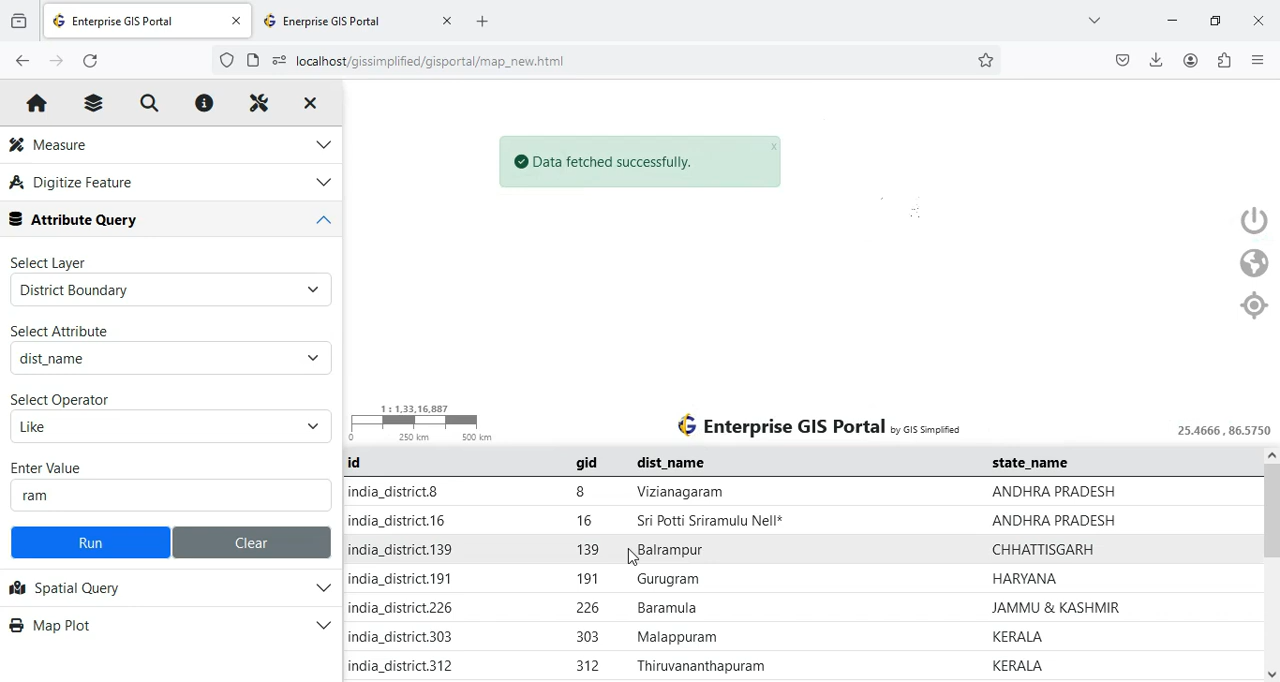 Enterprise GIS Portal
Enerprise GIS Portal
localhost/gissimplified/gisportal/map_new.html
Measure
Digitize Feature
Attribute Query
Select Layer
District Boundary
Select Attribute
dist_name
Select Operator
Like
Enter Value
ram
Run Clear
Spatial Query
Map Plot
Data fetched successfully.
x
1 : 1,33,16,887
0 250 km 500 km
Enterprise GIS Portal by GIS Simplified
25.4666 , 86.5750
id gid dist_name state_name
india_district.8 8 Vizianagaram ANDHRA PRADESH
india_district.16 16 Sri Potti Sriramulu Nell* ANDHRA PRADESH
india_district.139 139 Balrampur CHHATTISGARH
india_district.191 191 Gurugram HARYANA
india_district.226 226 Baramula JAMMU & KASHMIR
india_district.303 303 Malappuram KERALA
india_district.312 312 Thiruvananthapuram KERALA